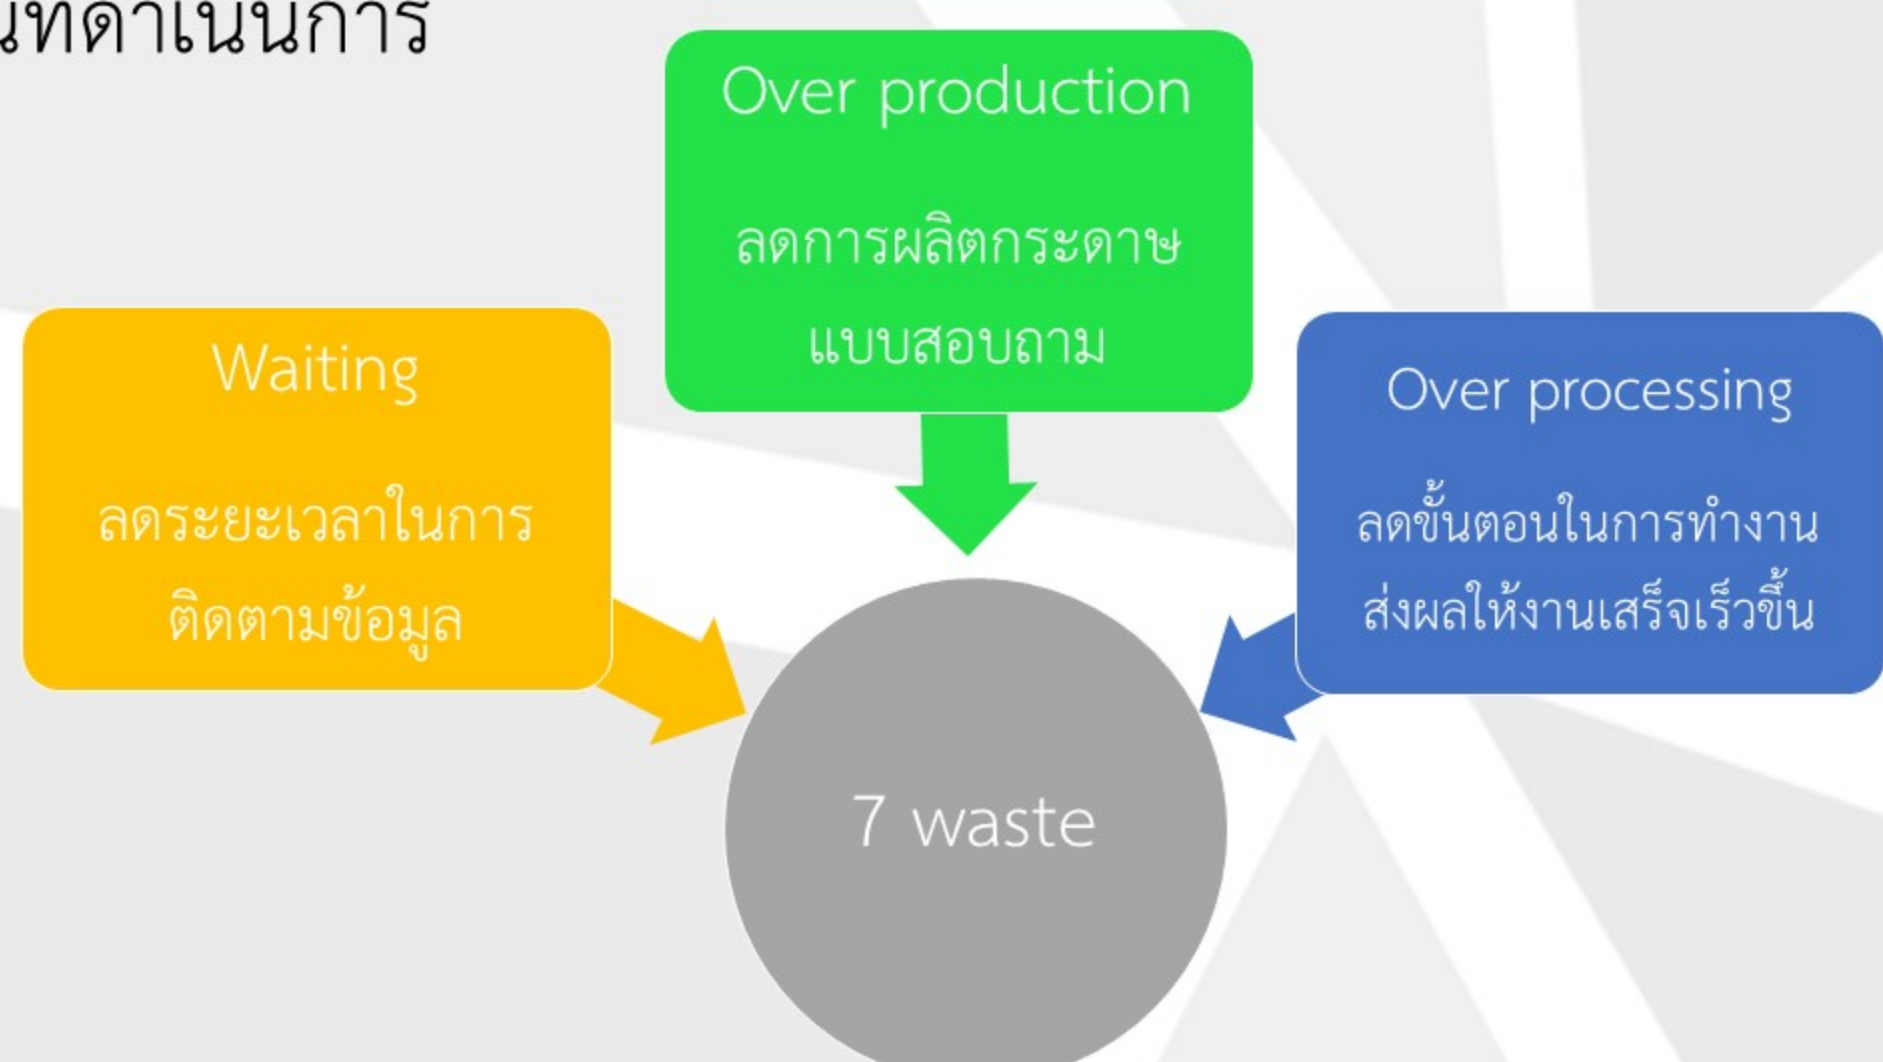 Over production
ลดการผลิตกระดาษ
แบบสอบถาม
Waiting
ลดระยะเวลาในการ
ติดตามข้อมูล
Over processing
ลดขั้นตอนในการทำงาน
ส่งผลให้งานเสร็จเร็วขึ้น
7 waste